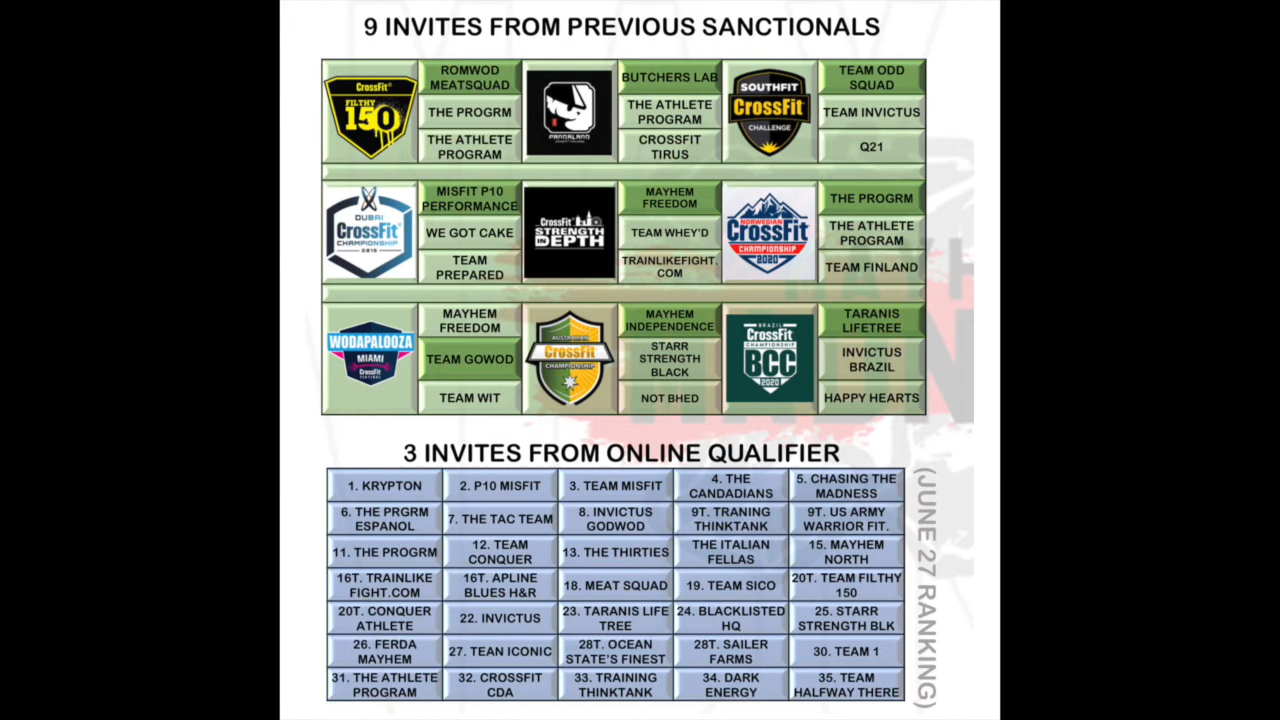 9 INVITES FROM PREVIOUS SANCTIONALS
CrossFit®
FILTHY
150
ROMWOD
MEATSQUAD
THE PROGRM
THE ATHLETE
PROGRAM
PANDALAND
BUTCHERS LAB
THE ATHLETE
PROGRAM
CROSSFIT
TIRUS
SOUTHFIT
CrossFit
CHALLENGE
TEAM ODD
SQUAD
TEAM INVICTUS
Q21
DUBAI
CrossFit®
CHAMPIONSHIP
2019
MISFIT P10
PERFORMANCE
WE GOT CAKE
TEAM
PREPARED
CrossFit®
STRENGTH
IN DEPTH
MAYHEM
FREEDOM
TEAM WHEY'D
TRAINLIKEFIGHT.
COM
NORWEGIAN
CrossFit
CHAMPIONSHIP
2020
THE PROGRM
THE ATHLETE
PROGRAM
TEAM FINLAND
WODAPALOOZA
MIAMI
CrossFit
FESTIVAL
MAYHEM
FREEDOM
TEAM GOWOD
TEAM WIT
AUSTRALIAN
CrossFit
CHAMPIONSHIP
MAYHEM
INDEPENDENCE
STARR
STRENGTH
BLACK
NOT BHED
BRAZIL
CrossFit
CHAMPIONSHIP
BCC
2020
TARANIS
LIFETREE
INVICTUS
BRAZIL
HAPPY HEARTS
3 INVITES FROM ONLINE QUALIFIER
1. KRYPTON
2. P10 MISFIT
3. TEAM MISFIT
4. THE
CANDADIANS
5. CHASING THE
MADNESS
6. THE PRGRM
ESPANOL
7. THE TAC TEAM
8. INVICTUS
GODWOD
9T. TRANING
THINKTANK
9T. US ARMY
WARRIOR FIT.
11. THE PROGRM
12. TEAM
CONQUER
13. THE THIRTIES
THE ITALIAN
FELLAS
15. MAYHEM
NORTH
16T. TRAINLIKE
FIGHT.COM
16T. APLINE
BLUES H&R
18. MEAT SQUAD
19. TEAM SICO
20T. TEAM FILTHY
150
20T. CONQUER
ATHLETE
22. INVICTUS
23. TARANIS LIFE
TREE
24. BLACKLISTED
HQ
25. STARR
STRENGTH BLK
26. FERDA
MAYHEM
27. TEAN ICONIC
28T. OCEAN
STATE'S FINEST
28T. SAILER
FARMS
30. TEAM 1
31. THE ATHLETE
PROGRAM
32. CROSSFIT
CDA
33. TRAINING
THINKTANK
34. DARK
ENERGY
35. TEAM
HALFWAY THERE
(JUNE 27 RANKING)